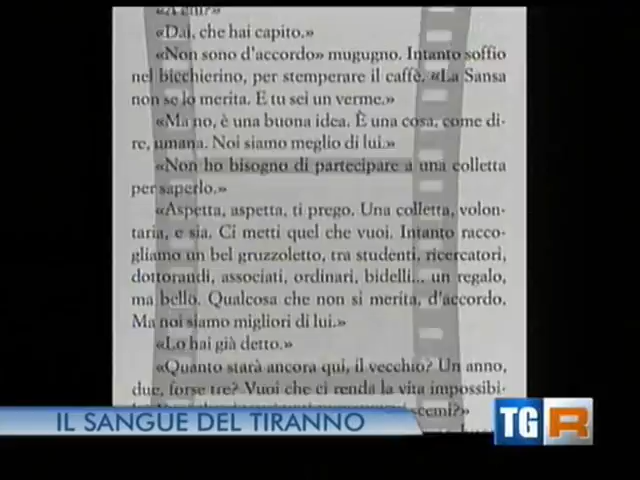 «A chi?»
«Dai, che hai capito.»
«Non sono d'accordo» mugugno. Intanto soffio
nel bicchierino, per stemperare il caffè. «La Sansa
non se lo merita. E tu sei un verme.»
«Ma no, è una buona idea. È una cosa, come di-
re, umana. Noi siamo meglio di lui.»
«Non ho bisogno di partecipare a una colletta
per saperlo.»
«Aspetta, aspetta, ti prego. Una colletta, volon-
taria, e sia. Ci metti quel che vuoi. Intanto racco-
gliamo un bel gruzzoletto, tra studenti, ricercatori,
dottorandi, associati, ordinari, bidelli... un regalo,
ma bello. Qualcosa che non si merita, d'accordo.
Ma noi siamo migliori di lui.»
«Lo hai già detto.»
«Quanto starà ancora qui, il vecchio? Un anno,
due, forse tre? Vuoi che ci renda la vita impossibi-
scemi?»
IL SANGUE DEL TIRANNO
TGR